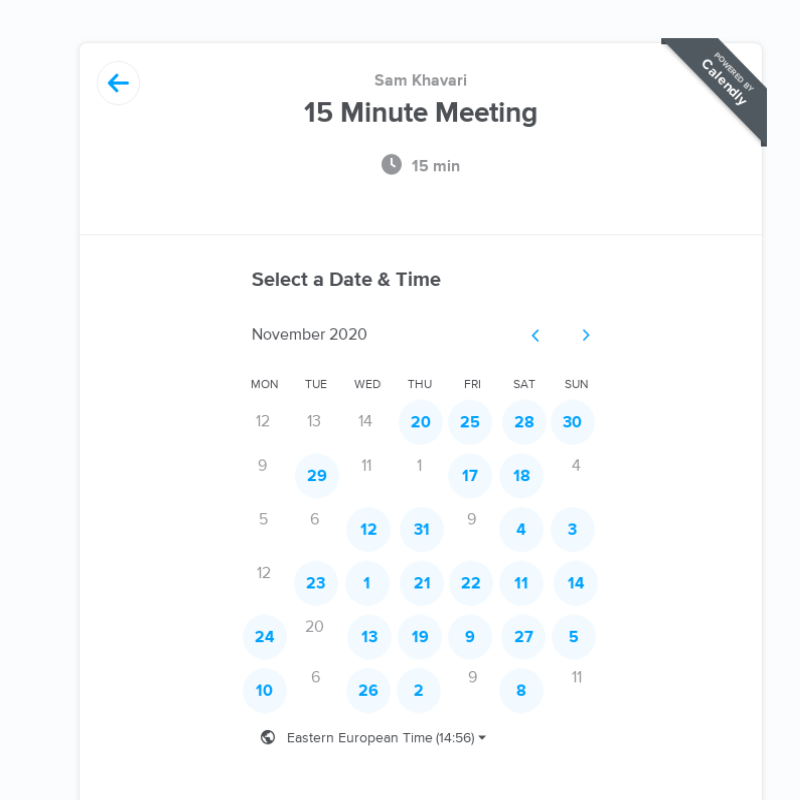 POWERED BY
Calendly
Sam Khavari
15 Minute Meeting
15 min
Select a Date & Time
November 2020
MON TUE WED THU FRI SAT SUN
12 13 14 20 25 28 30
9 29 11 1 17 18 4
5 6 12 31 9 4 3
12 23 1 21 22 11 14
24 20 13 19 9 27 5
10 6 26 2 9 8 11
Eastern European Time (14:56)